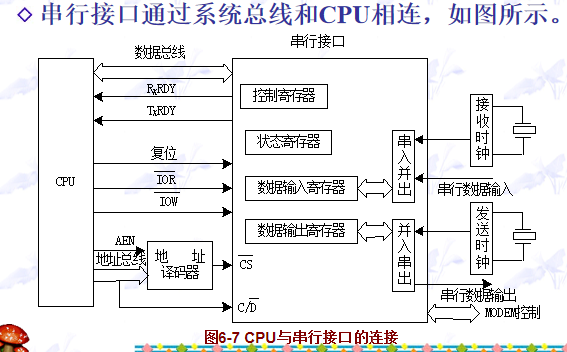 ◇ 串行接口通过系统总线和CPU相连，如图所示。
串行接口
数据总线
RxRDY
TxRDY
复位
IOR
IOW
CPU
AEN
地址总线
地 址
译码器
CS
C/D
控制寄存器
状态寄存器
数据输入寄存器
数据输出寄存器
串入并出
并入串出
接收时钟
串行数据输入
发送时钟
串行数据输出
MODEM控制
图6-7 CPU与串行接口的连接